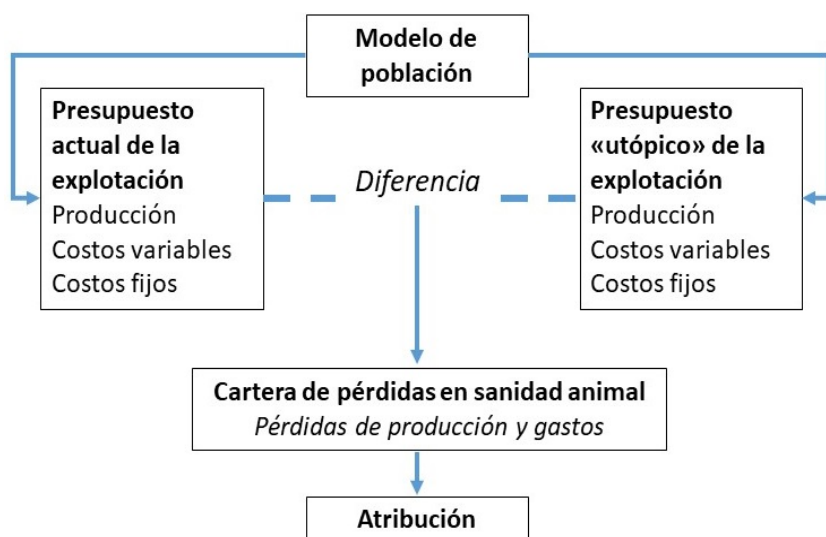 Modelo de
población
Presupuesto
actual de la
explotación
Producción
Costos variables
Costos fijos
Diferencia
Presupuesto
«utópico» de la
explotación
Producción
Costos variables
Costos fijos
Cartera de pérdidas en sanidad animal
Pérdidas de producción y gastos
Atribución